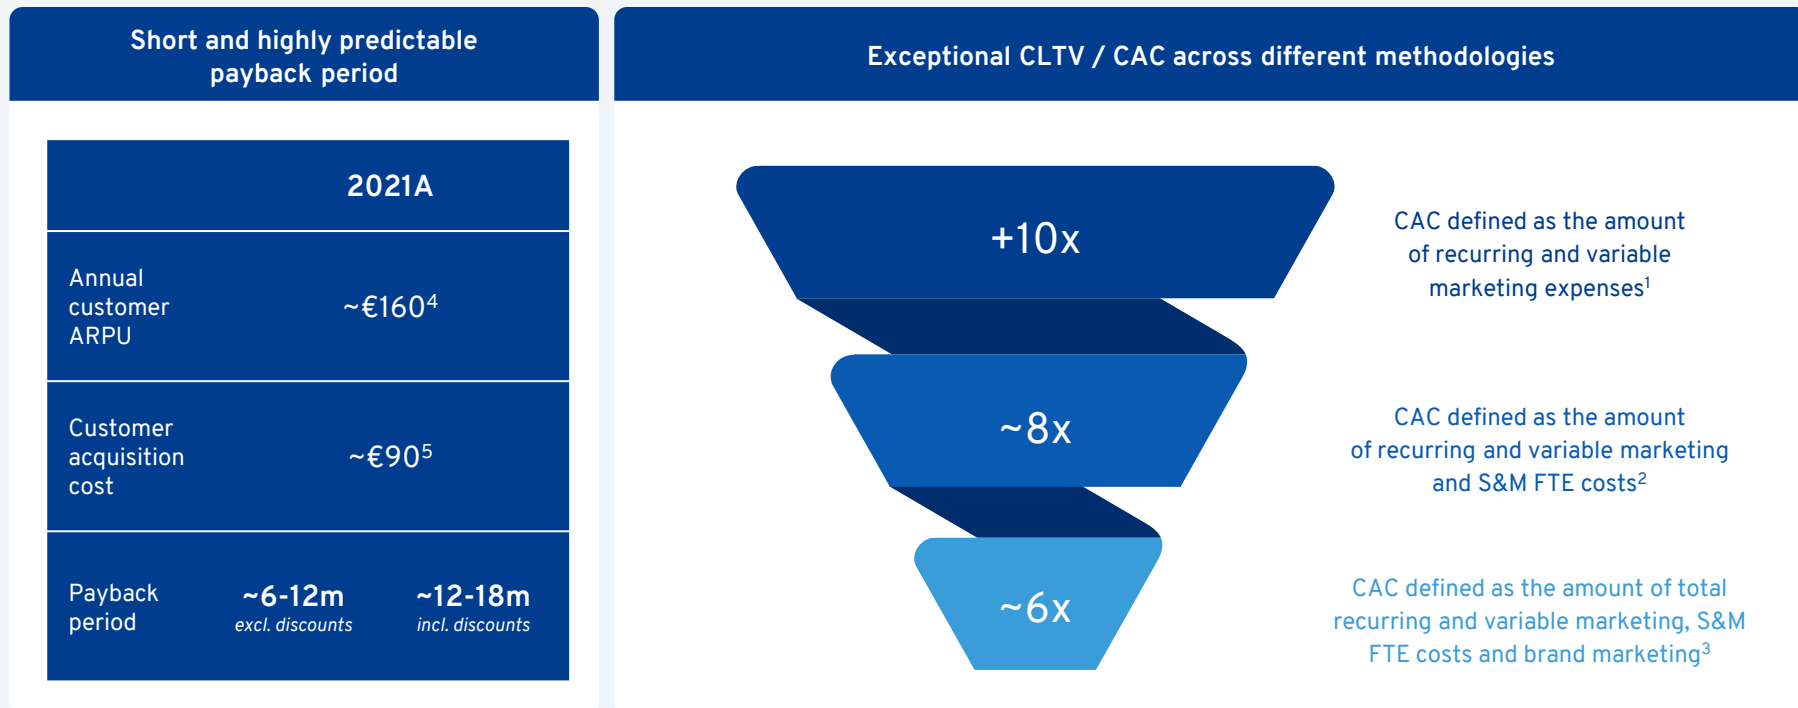 Short and highly predictable
payback period
2021A
Annual
customer
ARPU
~€160⁴
Customer
acquisition
cost
~€90⁵
Payback
period
~6-12m
excl. discounts
~12-18m
incl. discounts
Exceptional CLTV / CAC across different methodologies
+10x
CAC defined as the amount
of recurring and variable
marketing expenses¹
~8x
CAC defined as the amount
of recurring and variable marketing
and S&M FTE costs²
~6x
CAC defined as the amount of total
recurring and variable marketing, S&M
FTE costs and brand marketing³